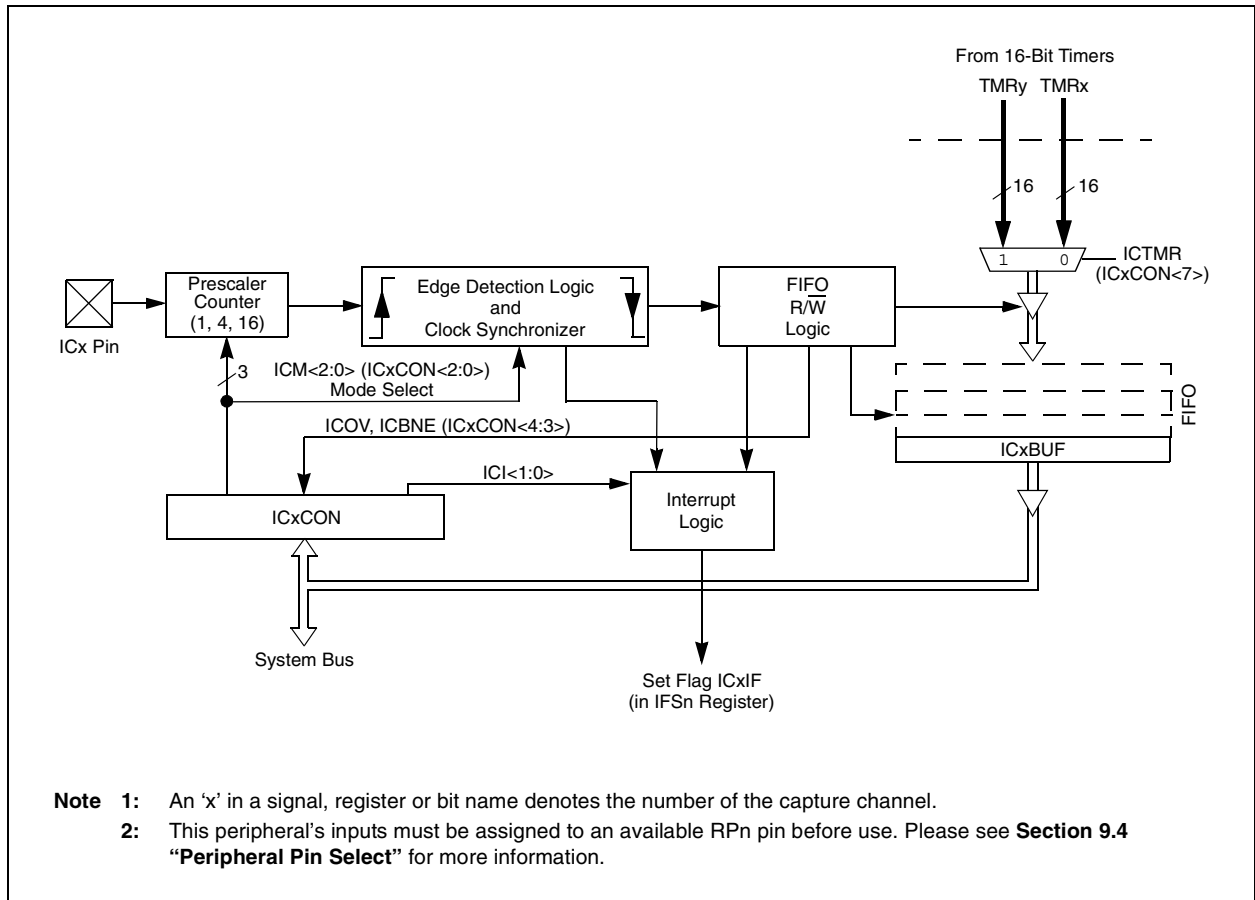 From 16-Bit Timers
TMRy TMRx
16 16
1 0
ICTMR
(ICxCON<7>)
Prescaler
Counter
(1, 4, 16)
Edge Detection Logic
and
Clock Synchronizer
FIFO
R/W̅
Logic
ICx Pin
3
ICM<2:0> (ICxCON<2:0>)
Mode Select
FIFO
ICOV, ICBNE (ICxCON<4:3>)
ICxBUF
ICI<1:0>
ICxCON
Interrupt
Logic
System Bus
Set Flag ICxIF
(in IFSn Register)
Note 1: An ‘x’ in a signal, register or bit name denotes the number of the capture channel.
2: This peripheral’s inputs must be assigned to an available RPn pin before use. Please see Section 9.4
“Peripheral Pin Select” for more information.